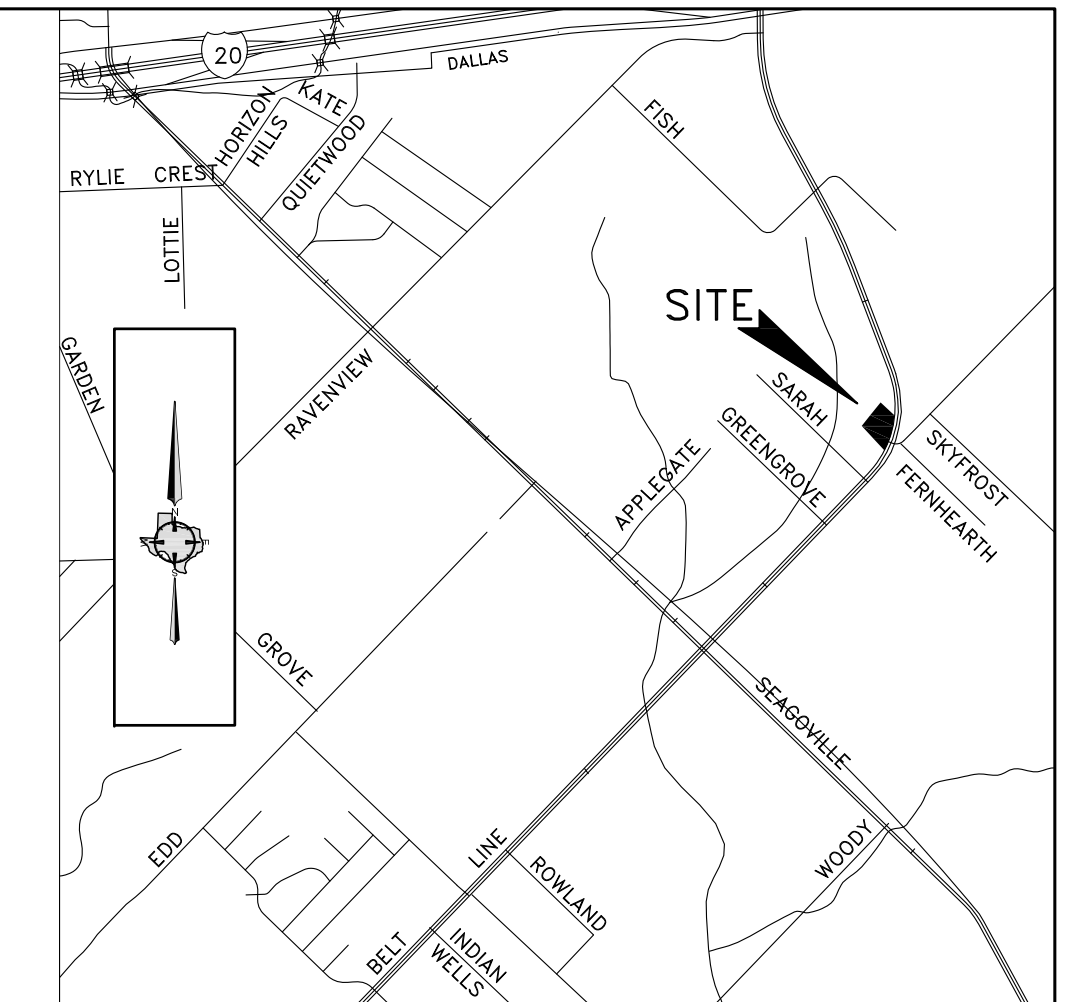 20
DALLAS
KATE
HORIZON
HILLS
QUIETWOOD
FISH
RYLIE CREST
LOTTIE
SITE
GARDEN
RAVENVIEW
SARAH
GREENGROVE
SKYFROST
APPLEGATE
FERNHEARTH
N
W
E
S
GROVE
SEAGOVILLE
EDD
LINE
WOODY
ROWLAND
BELT
INDIAN
WELLS